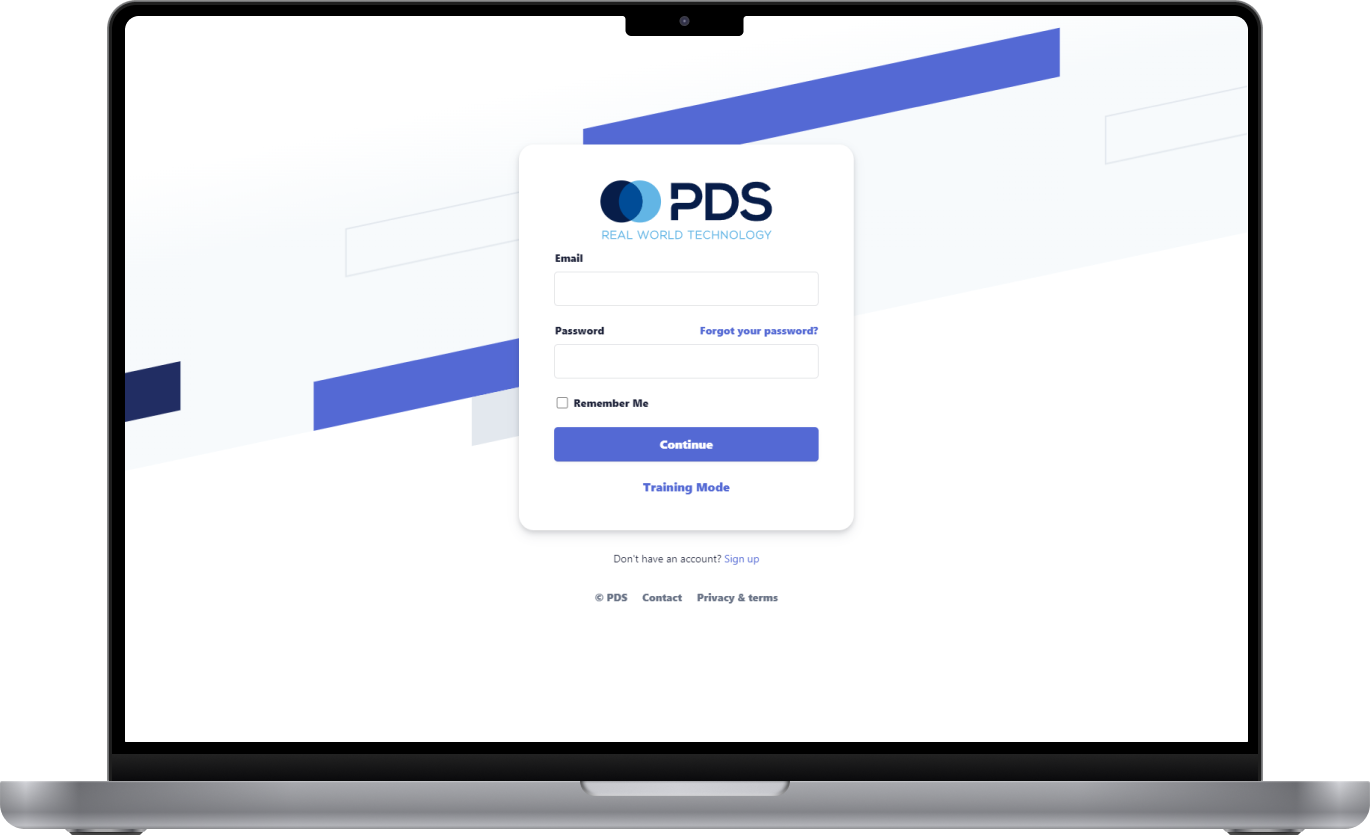 PDS
REAL WORLD TECHNOLOGY
Email
Password Forgot your password?
Remember Me
Continue
Training Mode
Don't have an account? Sign up
© PDS Contact Privacy & terms